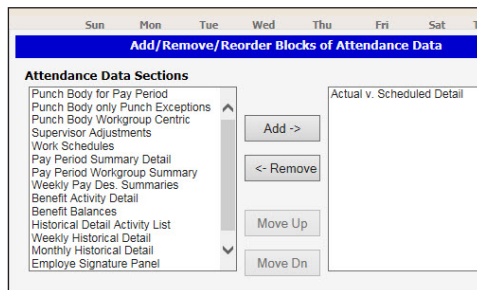 Sun Mon Tue Wed Thu Fri Sat
Add/Remove/Reorder Blocks of Attendance Data
Attendance Data Sections
Punch Body for Pay Period
Punch Body only Punch Exceptions
Punch Body Workgroup Centric
Supervisor Adjustments
Work Schedules
Pay Period Summary Detail
Pay Period Workgroup Summary
Weekly Pay Des. Summaries
Benefit Activity Detail
Benefit Balances
Historical Detail Activity List
Weekly Historical Detail
Monthly Historical Detail
Employe Signature Panel
Add ->
<- Remove
Move Up
Move Dn
Actual v. Scheduled Detail